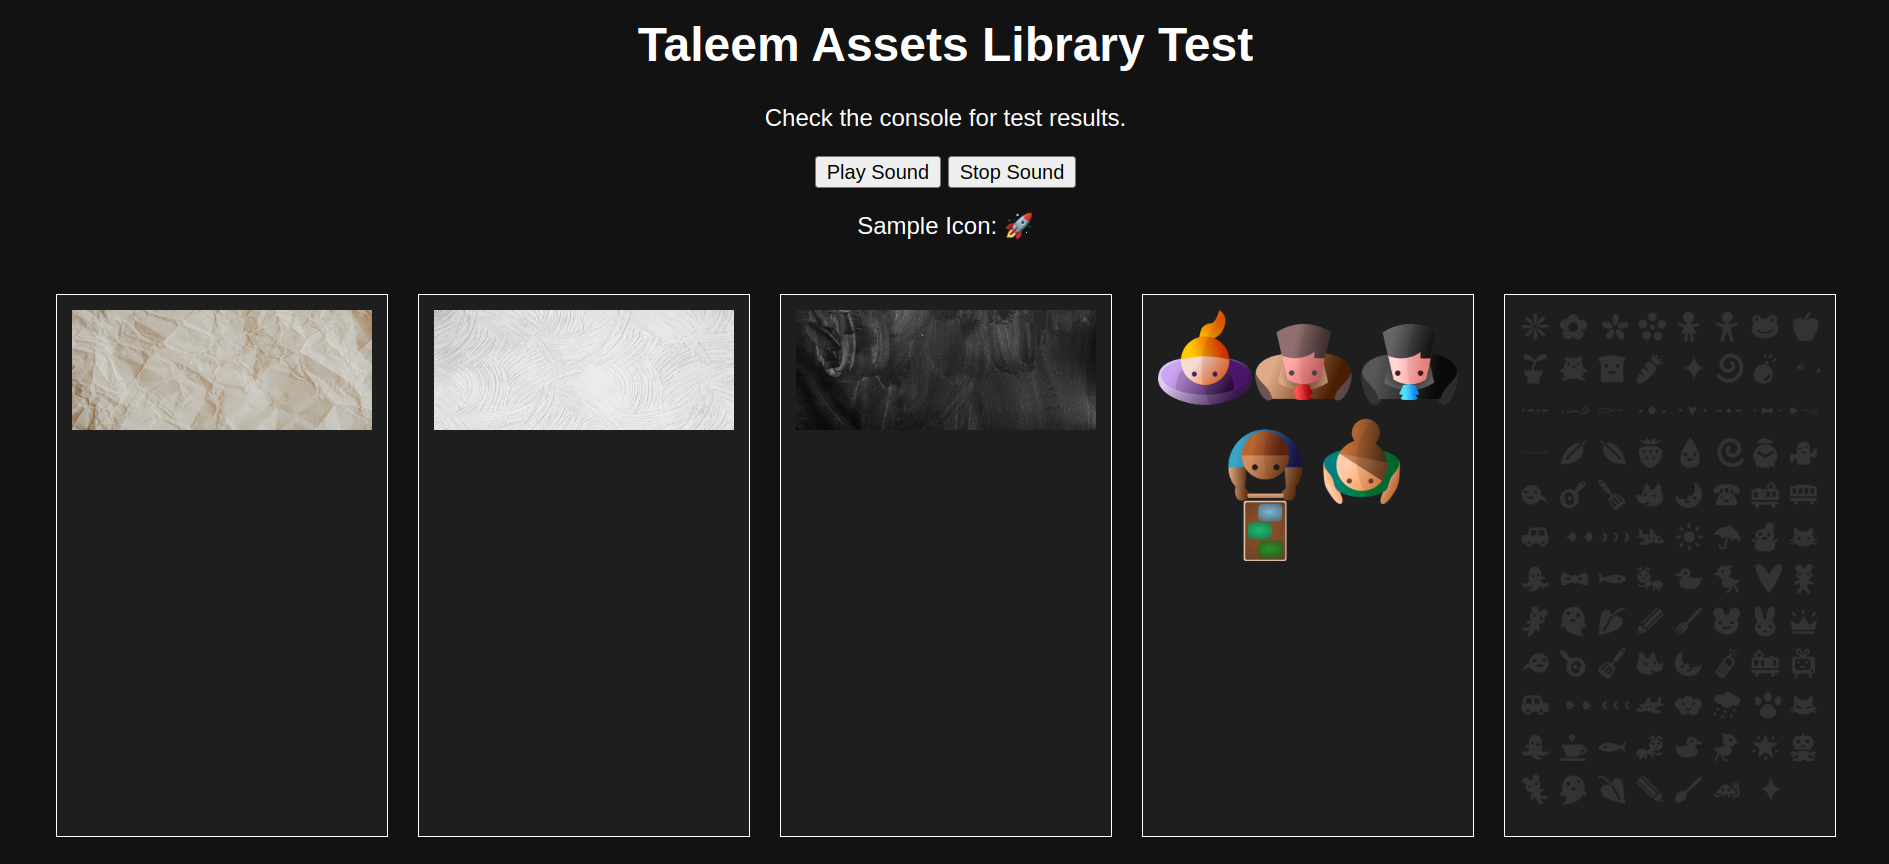 Taleem Assets Library Test
Check the console for test results.
Play Sound Stop Sound
Sample Icon: 🚀